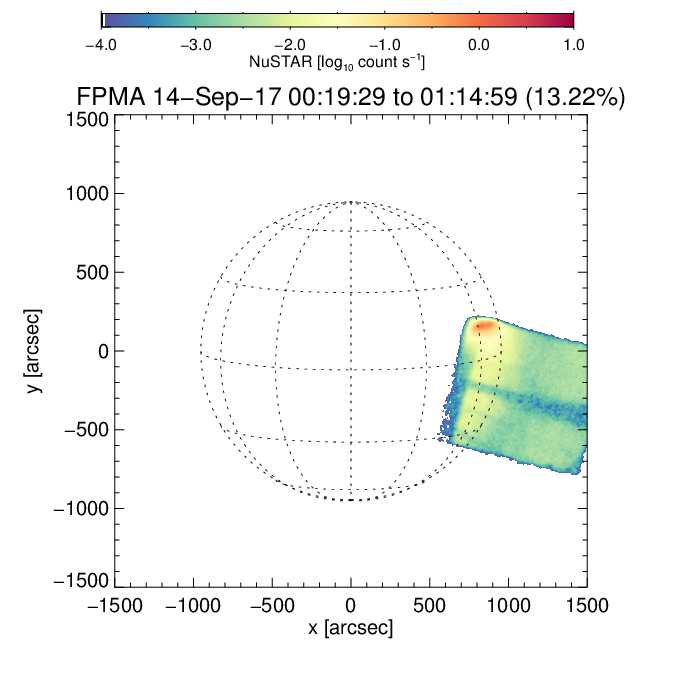 −4.0 −3.0 −2.0 −1.0 0.0 1.0
NuSTAR [log₁₀ count s⁻¹]
FPMA 14−Sep−17 00:19:29 to 01:14:59 (13.22%)
1500
1000
500
0
−500
−1000
−1500
y [arcsec]
−1500 −1000 −500 0 500 1000 1500
x [arcsec]